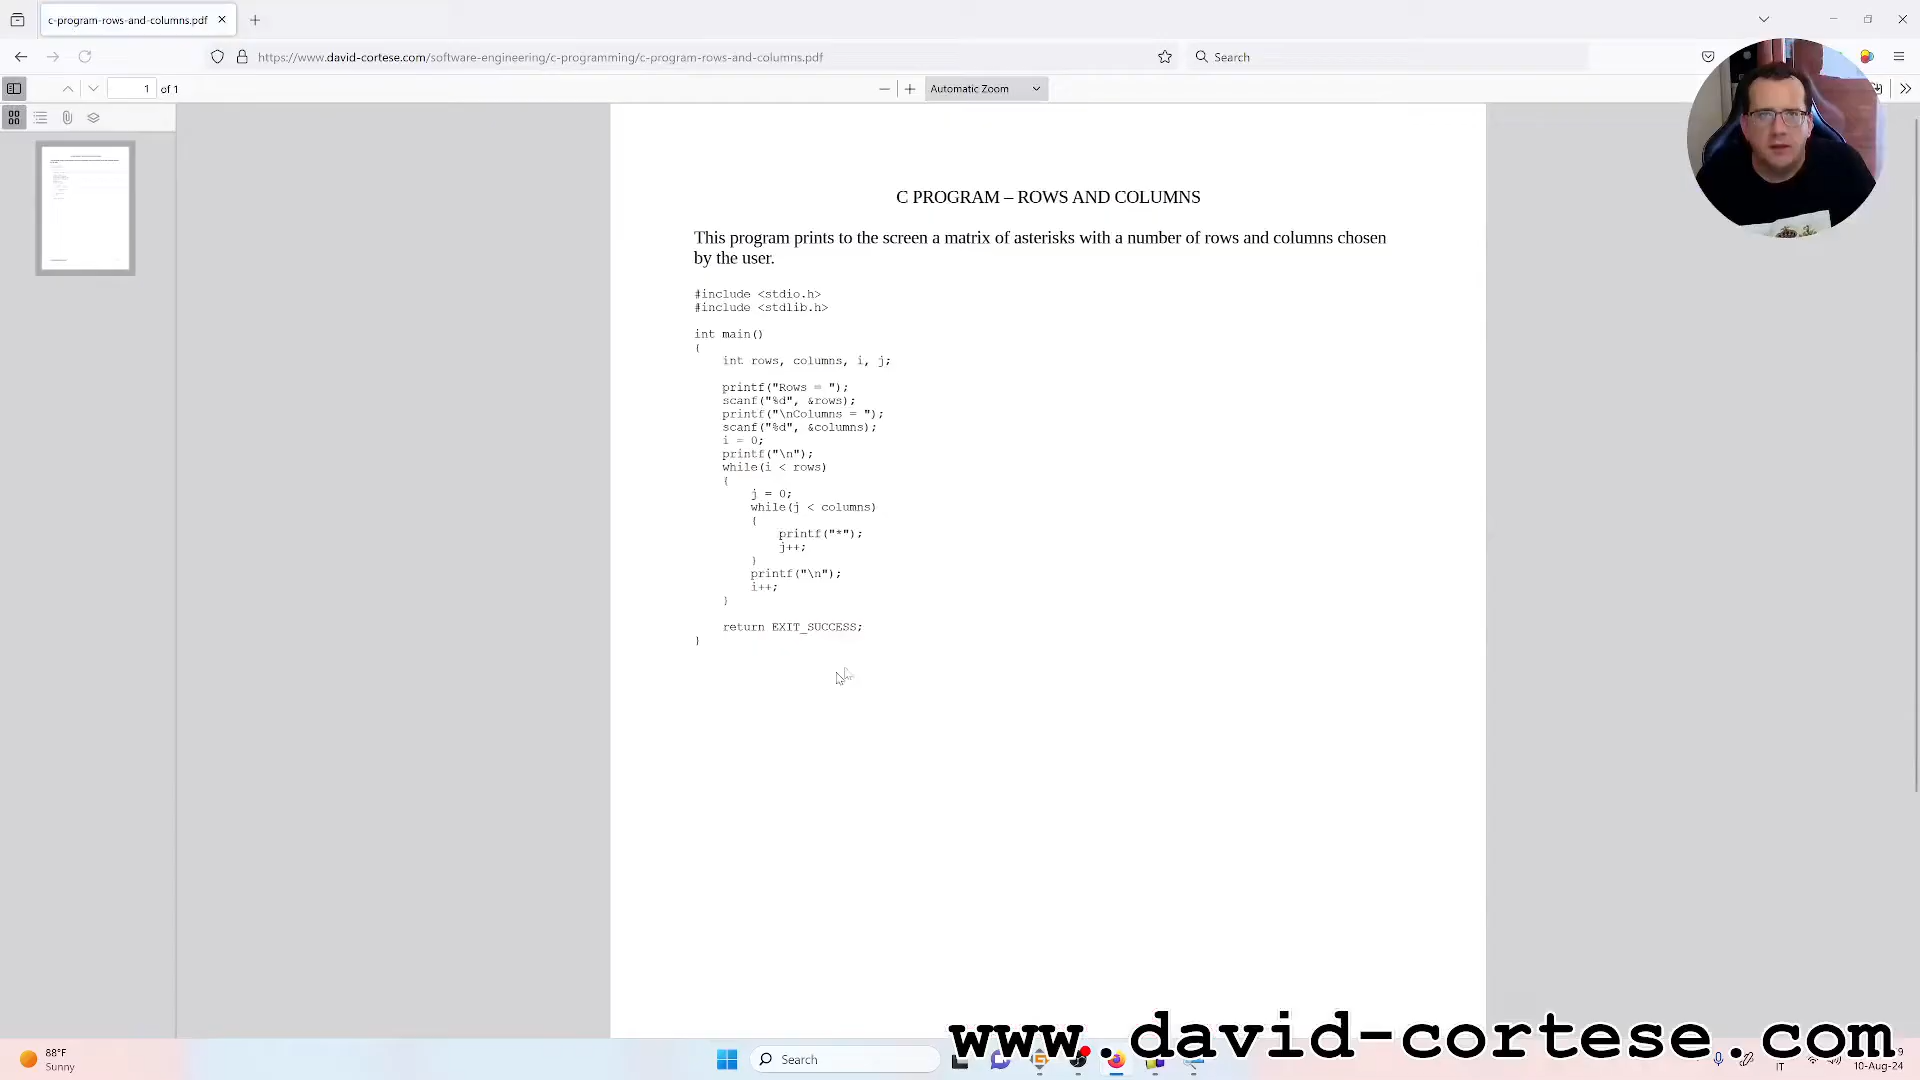 c-program-rows-and-columns.pdf
https://www.david-cortese.com/software-engineering/c-programming/c-program-rows-and-columns.pdf
Search
1 of 1
Automatic Zoom
C PROGRAM – ROWS AND COLUMNS
This program prints to the screen a matrix of asterisks with a number of rows and columns chosen
by the user.
#include <stdio.h>
#include <stdlib.h>
int main()
{
int rows, columns, i, j;
printf("Rows = ");
scanf("%d", &rows);
printf("\nColumns = ");
scanf("%d", &columns);
i = 0;
printf("\n");
while(i < rows)
{
j = 0;
while(j < columns)
{
printf("*");
j++;
}
printf("\n");
i++;
}
return EXIT_SUCCESS;
}
www.david-cortese.com
88°F
Sunny
Search
IT
10-Aug-24